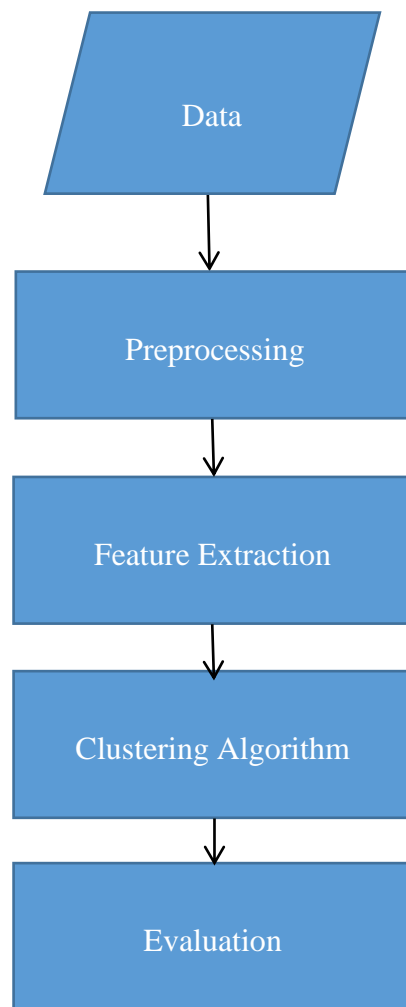 Data
Preprocessing
Feature Extraction
Clustering Algorithm
Evaluation